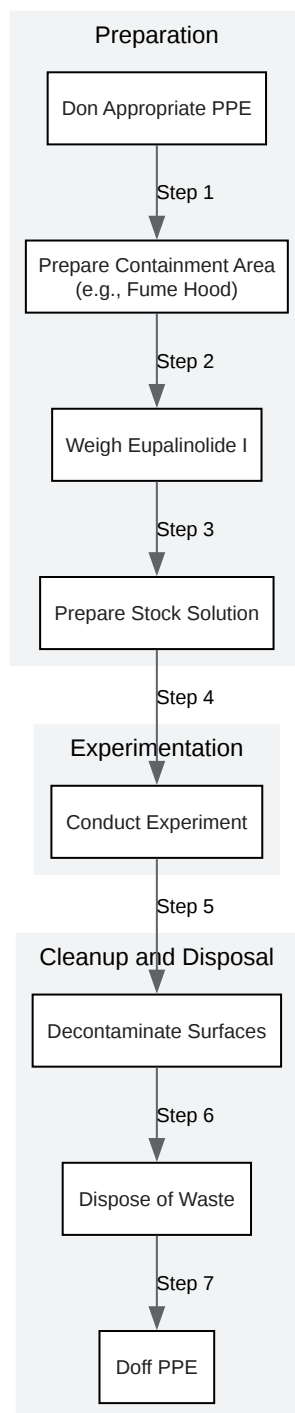 Preparation
Don Appropriate PPE
Step 1
Prepare Containment Area
(e.g., Fume Hood)
Step 2
Weigh Eupalinolide I
Step 3
Prepare Stock Solution
Step 4
Experimentation
Conduct Experiment
Step 5
Cleanup and Disposal
Decontaminate Surfaces
Step 6
Dispose of Waste
Step 7
Doff PPE